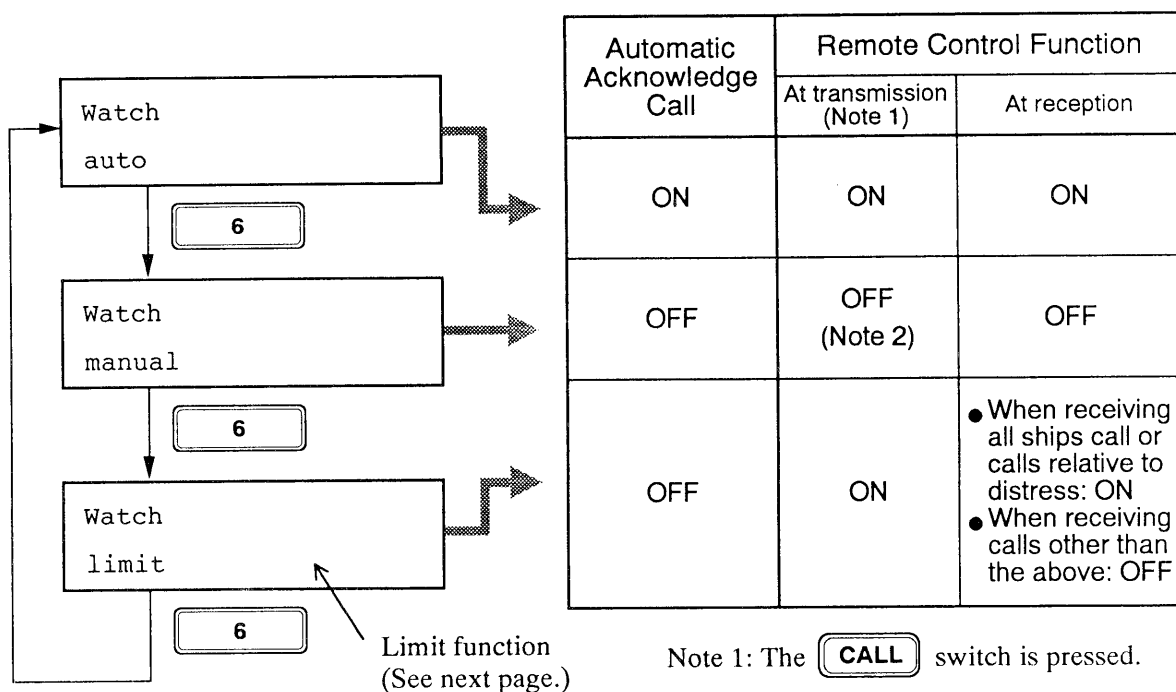 Watch
auto
6
Watch
manual
6
Watch
limit
6
Limit function
(See next page.)
Automatic
Acknowledge
Call
Remote Control Function
At transmission
(Note 1)
At reception
ON
ON
ON
OFF
OFF
(Note 2)
OFF
OFF
ON
● When receiving
all ships call or
calls relative to
distress: ON
● When receiving
calls other than
the above: OFF
Note 1: The CALL switch is pressed.